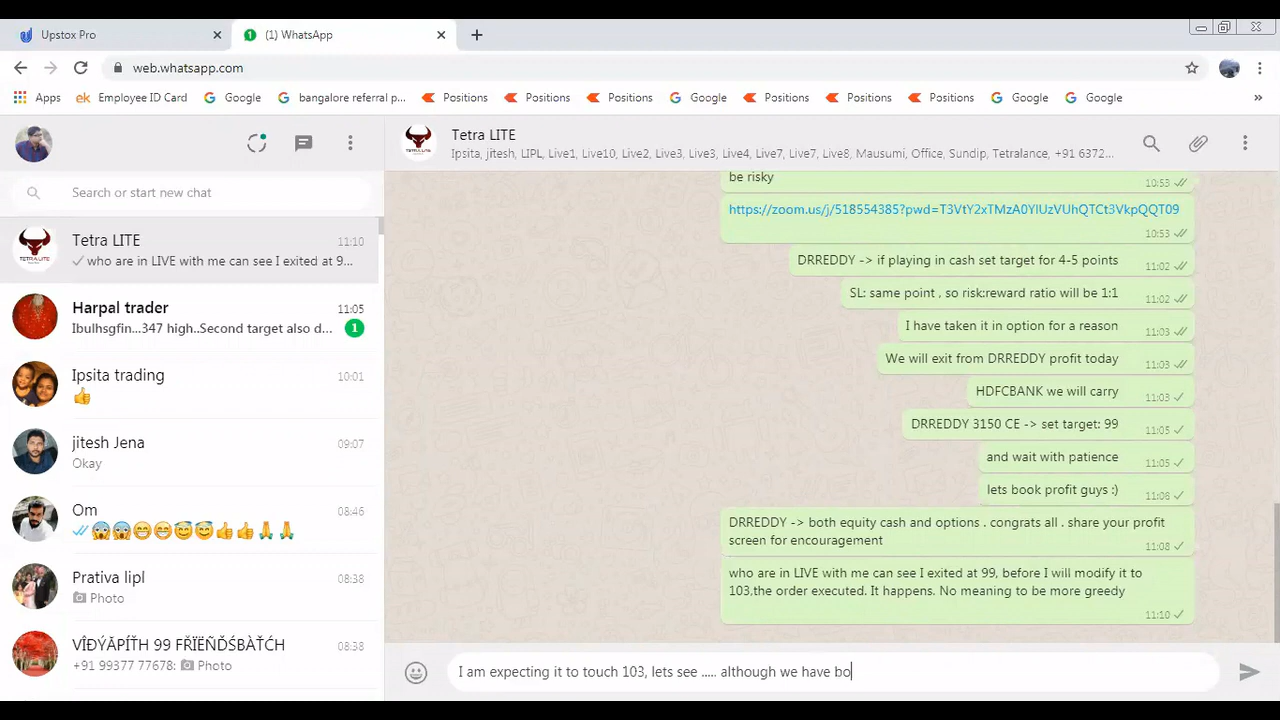 Upstox Pro
(1) WhatsApp
web.whatsapp.com
Apps
ek Employee ID Card
Google
bangalore referral p...
Positions
Positions
Positions
Google
Positions
Positions
Positions
Google
Google
»
Search or start new chat
Tetra LITE 11:10
who are in LIVE with me can see I exited at 9...
Harpal trader 11:05
Ibulhsgfin...347 high..Second target also d... 1
Ipsita trading 10:01
👍
jitesh Jena 09:07
Okay
Om 08:46
😱😱😁😁😇😇👍👍🙏🙏
Prativa lipl 08:38
Photo
VÎĐÝĂPÍŤH 99 FŘÏËÑĎŚBÀŤĆH 08:38
+91 99377 77678: Photo
Tetra LITE
Ipsita, jitesh, LIPL, Live1, Live10, Live2, Live3, Live3, Live4, Live7, Live7, Live8, Mausumi, Office, Sundip, Tetralance, +91 6372...
be risky
10:53
https://zoom.us/j/518554385?pwd=T3VtY2xTMzA0YlUzVUhQTCt3VkpQQT09
10:53
DRREDDY -> if playing in cash set target for 4-5 points 11:02
SL: same point , so risk:reward ratio will be 1:1 11:02
I have taken it in option for a reason 11:03
We will exit from DRREDDY profit today 11:03
HDFCBANK we will carry 11:03
DRREDDY 3150 CE -> set target: 99 11:05
and wait with patience 11:05
lets book profit guys :) 11:08
DRREDDY -> both equity cash and options . congrats all . share your profit
screen for encouragement 11:08
who are in LIVE with me can see I exited at 99, before I will modify it to
103,the order executed. It happens. No meaning to be more greedy
11:10
I am expecting it to touch 103, lets see ..... although we have bo